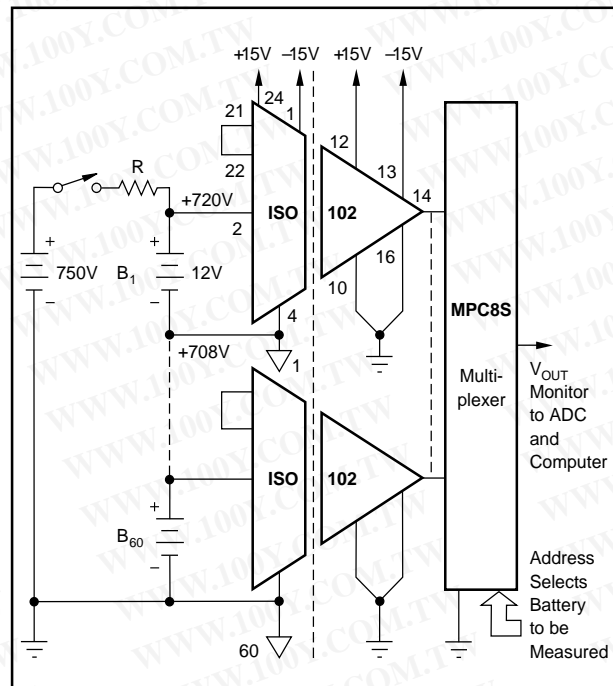 +15V
–15V
+15V
–15V
24
1
21
22
12
13
14
R
+720V
2
ISO
102
16
10
4
+
750V
–
B1
+
12V
–
+708V
1
MPC8S
Multi-
plexer
VOUT
Monitor
to ADC
and
Computer
ISO
102
+
B60
–
60
Address
Selects
Battery
to be
Measured
WWW.100Y.COM.TW